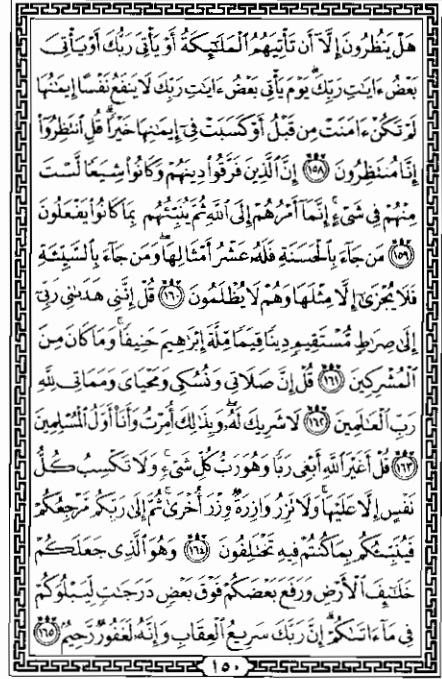 هَلْ يَنظُرُونَ إِلَّآ أَن تَأْتِيَهُمُ ٱلْمَلَـٰٓئِكَةُ أَوْ يَأْتِىَ رَبُّكَ أَوْ يَأْتِىَ
بَعْضُ ءَايَـٰتِ رَبِّكَ ۗ يَوْمَ يَأْتِى بَعْضُ ءَايَـٰتِ رَبِّكَ لَا يَنفَعُ نَفْسًا إِيمَـٰنُهَا
لَمْ تَكُنْ ءَامَنَتْ مِن قَبْلُ أَوْ كَسَبَتْ فِىٓ إِيمَـٰنِهَا خَيْرًا ۗ قُلِ ٱنتَظِرُوٓا۟
إِنَّا مُنتَظِرُونَ ١٥٨ إِنَّ ٱلَّذِينَ فَرَّقُوا۟ دِينَهُمْ وَكَانُوا۟ شِيَعًا لَّسْتَ
مِنْهُمْ فِى شَىْءٍ ۚ إِنَّمَآ أَمْرُهُمْ إِلَى ٱللَّهِ ثُمَّ يُنَبِّئُهُم بِمَا كَانُوا۟ يَفْعَلُونَ
١٥٩ مَن جَآءَ بِٱلْحَسَنَةِ فَلَهُۥ عَشْرُ أَمْثَالِهَا ۖ وَمَن جَآءَ بِٱلسَّيِّئَةِ
فَلَا يُجْزَىٰٓ إِلَّا مِثْلَهَا وَهُمْ لَا يُظْلَمُونَ ١٦٠ قُلْ إِنَّنِى هَدَىٰنِى رَبِّىٓ
إِلَىٰ صِرَٰطٍ مُّسْتَقِيمٍ دِينًا قِيَمًا مِّلَّةَ إِبْرَٰهِيمَ حَنِيفًا ۚ وَمَا كَانَ مِنَ
ٱلْمُشْرِكِينَ ١٦١ قُلْ إِنَّ صَلَاتِى وَنُسُكِى وَمَحْيَاىَ وَمَمَاتِى لِلَّهِ
رَبِّ ٱلْعَـٰلَمِينَ ١٦٢ لَا شَرِيكَ لَهُۥ ۖ وَبِذَٰلِكَ أُمِرْتُ وَأَنَا۠ أَوَّلُ ٱلْمُسْلِمِينَ
١٦٣ قُلْ أَغَيْرَ ٱللَّهِ أَبْغِى رَبًّا وَهُوَ رَبُّ كُلِّ شَىْءٍ ۚ وَلَا تَكْسِبُ كُلُّ
نَفْسٍ إِلَّا عَلَيْهَا ۚ وَلَا تَزِرُ وَازِرَةٌ وِزْرَ أُخْرَىٰ ۚ ثُمَّ إِلَىٰ رَبِّكُم مَّرْجِعُكُمْ
فَيُنَبِّئُكُم بِمَا كُنتُمْ فِيهِ تَخْتَلِفُونَ ١٦٤ وَهُوَ ٱلَّذِى جَعَلَكُمْ
خَلَـٰٓئِفَ ٱلْأَرْضِ وَرَفَعَ بَعْضَكُمْ فَوْقَ بَعْضٍ دَرَجَـٰتٍ لِّيَبْلُوَكُمْ
فِى مَآ ءَاتَىٰكُمْ ۗ إِنَّ رَبَّكَ سَرِيعُ ٱلْعِقَابِ وَإِنَّهُۥ لَغَفُورٌ رَّحِيمٌۢ ١٦٥
١٥٠